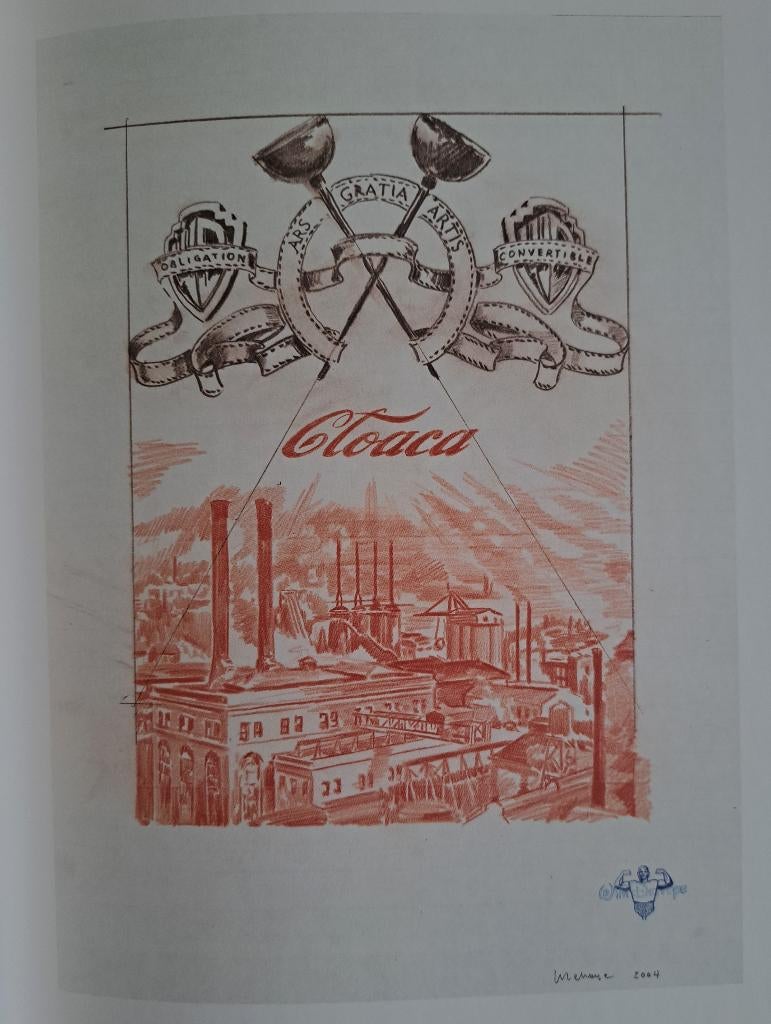 ARS GRATIA ARTIS
OBLIGATION
CONVERTIBLE
Cloaca
2004